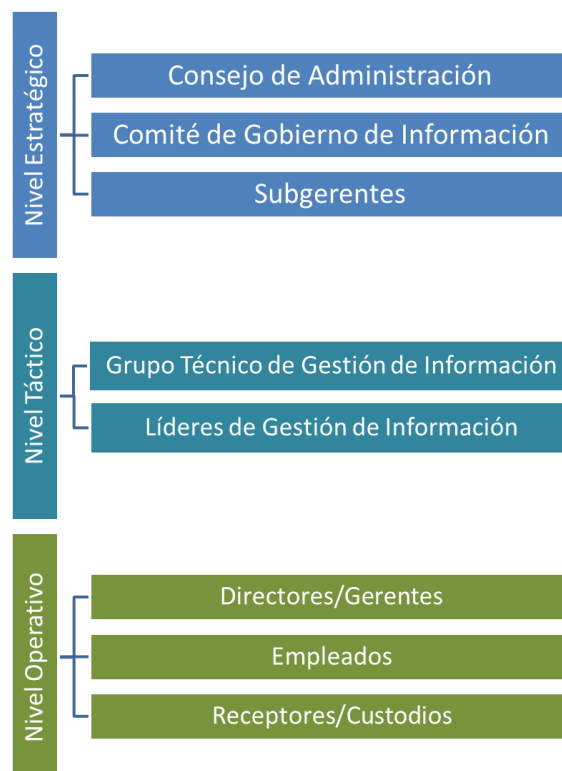 Nivel Estratégico
Consejo de Administración
Comité de Gobierno de Información
Subgerentes
Nivel Táctico
Grupo Técnico de Gestión de Información
Líderes de Gestión de Información
Nivel Operativo
Directores/Gerentes
Empleados
Receptores/Custodios